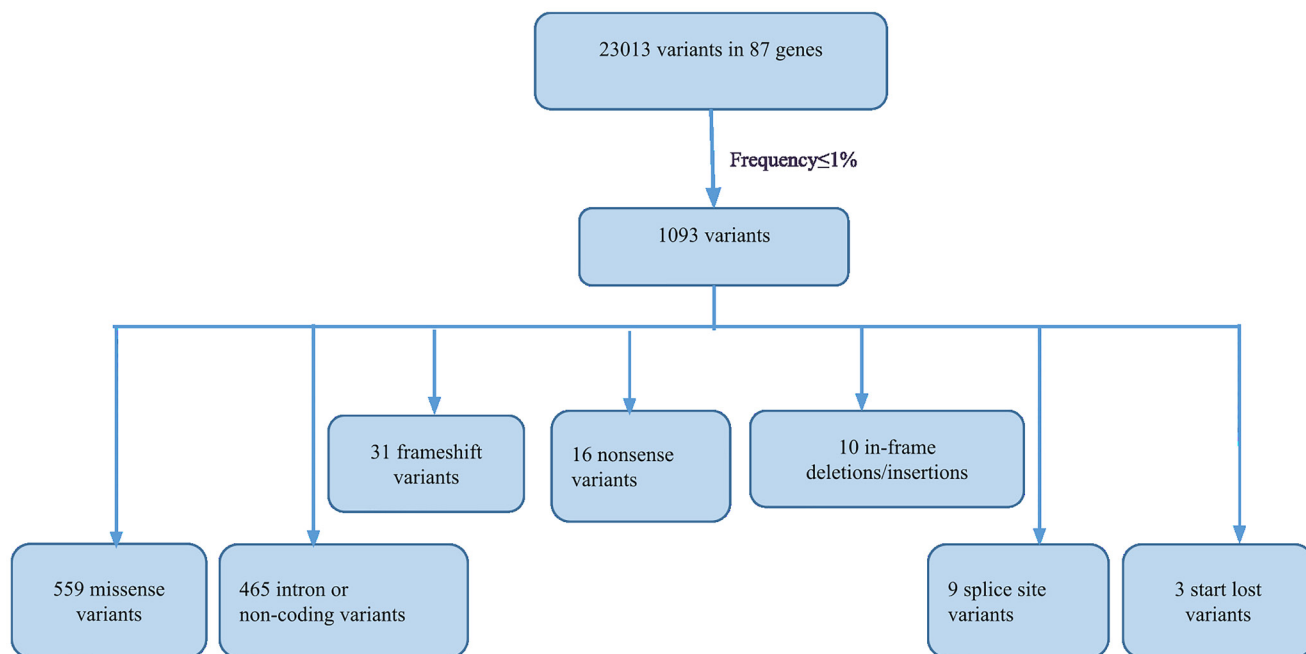 23013 variants in 87 genes
Frequency≤1%
1093 variants
31 frameshift
variants
16 nonsense
variants
10 in-frame
deletions/insertions
559 missense
variants
465 intron or
non-coding variants
9 splice site
variants
3 start lost
variants